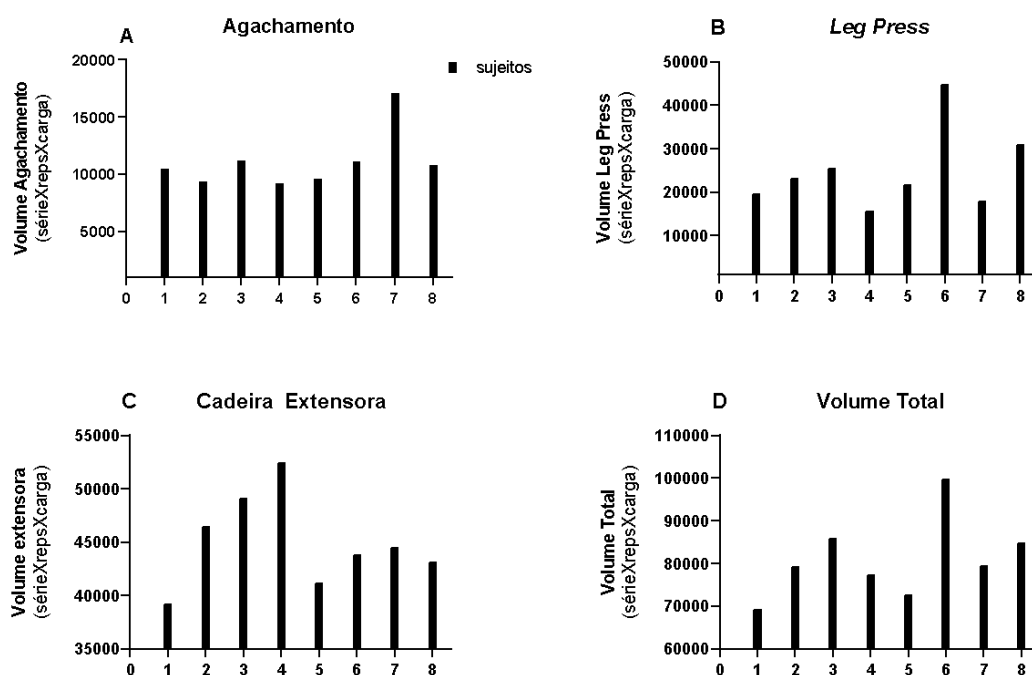 A
Agachamento
Volume Agachamento
(sérieXrepsXcarga)
20000
15000
10000
5000
0 1 2 3 4 5 6 7 8
sujeitos
B
Leg Press
Volume Leg Press
(sérieXrepsXcarga)
50000
40000
30000
20000
10000
0 1 2 3 4 5 6 7 8
C
Cadeira Extensora
Volume extensora
(sérieXrepsXcarga)
55000
50000
45000
40000
35000
0 1 2 3 4 5 6 7 8
D
Volume Total
Volume Total
(sérieXrepsXcarga)
110000
100000
90000
80000
70000
60000
0 1 2 3 4 5 6 7 8